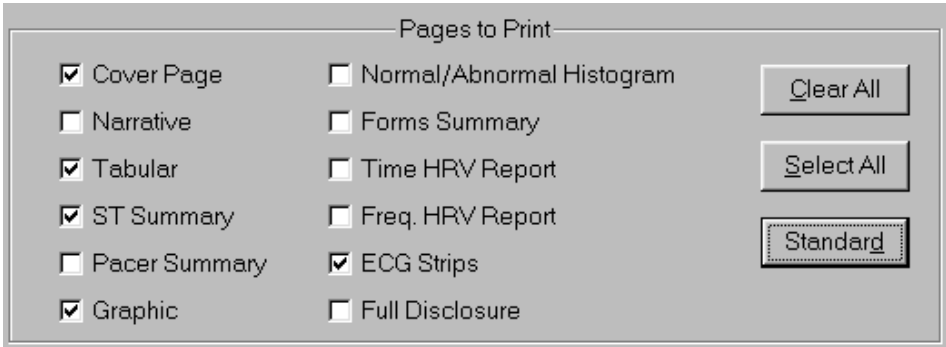 Pages to Print
Cover Page
Narrative
Tabular
ST Summary
Pacer Summary
Graphic
Normal/Abnormal Histogram
Forms Summary
Time HRV Report
Freq. HRV Report
ECG Strips
Full Disclosure
Clear All
Select All
Standard